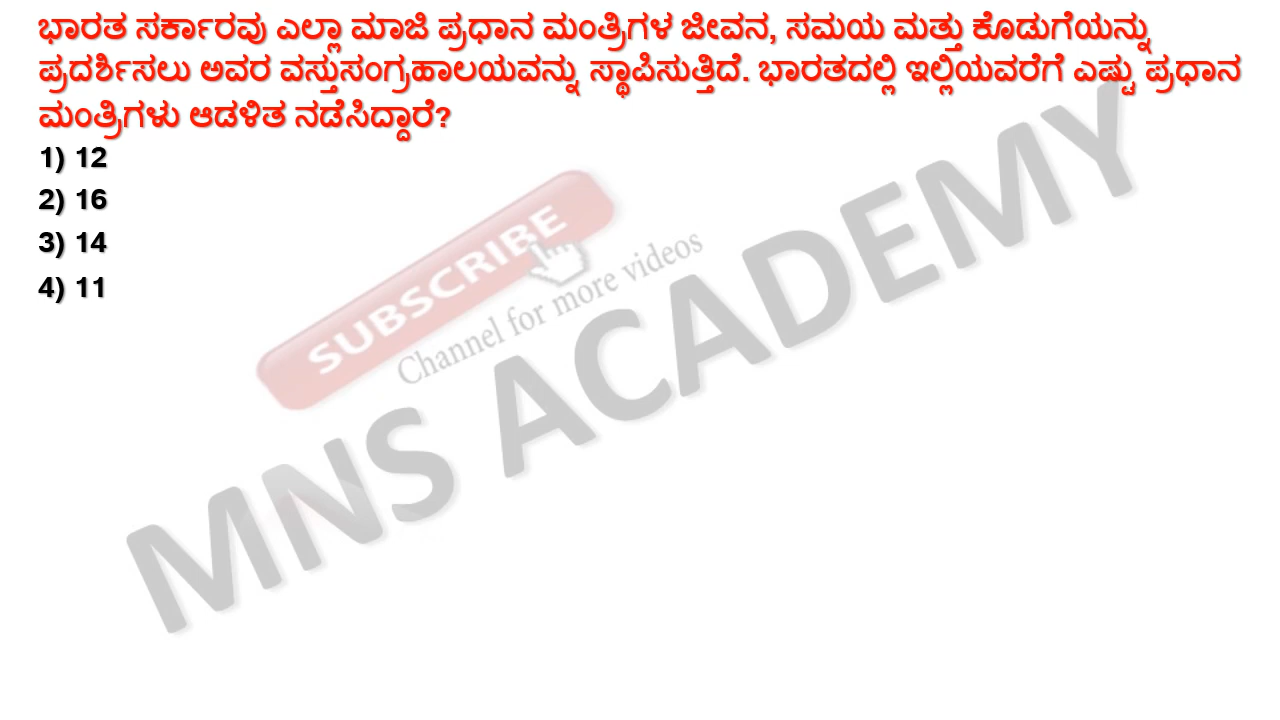 ಭಾರತ ಸರ್ಕಾರವು ಎಲ್ಲಾ ಮಾಜಿ ಪ್ರಧಾನ ಮಂತ್ರಿಗಳ ಜೀವನ, ಸಮಯ ಮತ್ತು ಕೊಡುಗೆಯನ್ನು
ಪ್ರದರ್ಶಿಸಲು ಅವರ ವಸ್ತುಸಂಗ್ರಹಾಲಯವನ್ನು ಸ್ಥಾಪಿಸುತ್ತಿದೆ. ಭಾರತದಲ್ಲಿ ಇಲ್ಲಿಯವರೆಗೆ ಎಷ್ಟು ಪ್ರಧಾನ
ಮಂತ್ರಿಗಳು ಆಡಳಿತ ನಡೆಸಿದ್ದಾರೆ?
1) 12
2) 16
3) 14
4) 11
SUBSCRIBE
Channel for more videos
MNS ACADEMY